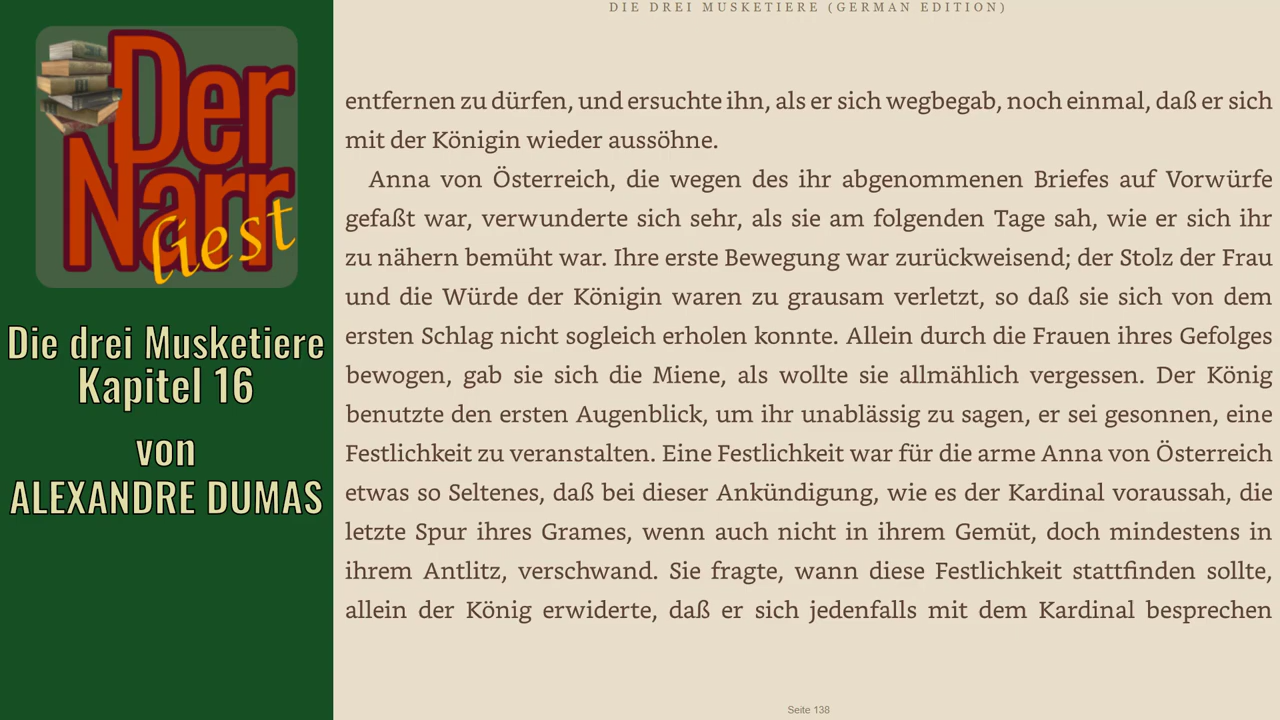 Der
Narr
liest
Die drei Musketiere
Kapitel 16
von
ALEXANDRE DUMAS
DIE DREI MUSKETIERE (GERMAN EDITION)
entfernen zu dürfen, und ersuchte ihn, als er sich wegbegab, noch einmal, daß er sich
mit der Königin wieder aussöhne.
Anna von Österreich, die wegen des ihr abgenommenen Briefes auf Vorwürfe
gefaßt war, verwunderte sich sehr, als sie am folgenden Tage sah, wie er sich ihr
zu nähern bemüht war. Ihre erste Bewegung war zurückweisend; der Stolz der Frau
und die Würde der Königin waren zu grausam verletzt, so daß sie sich von dem
ersten Schlag nicht sogleich erholen konnte. Allein durch die Frauen ihres Gefolges
bewogen, gab sie sich die Miene, als wollte sie allmählich vergessen. Der König
benutzte den ersten Augenblick, um ihr unablässig zu sagen, er sei gesonnen, eine
Festlichkeit zu veranstalten. Eine Festlichkeit war für die arme Anna von Österreich
etwas so Seltenes, daß bei dieser Ankündigung, wie es der Kardinal voraussah, die
letzte Spur ihres Grames, wenn auch nicht in ihrem Gemüt, doch mindestens in
ihrem Antlitz, verschwand. Sie fragte, wann diese Festlichkeit stattfinden sollte,
allein der König erwiderte, daß er sich jedenfalls mit dem Kardinal besprechen
Seite 138